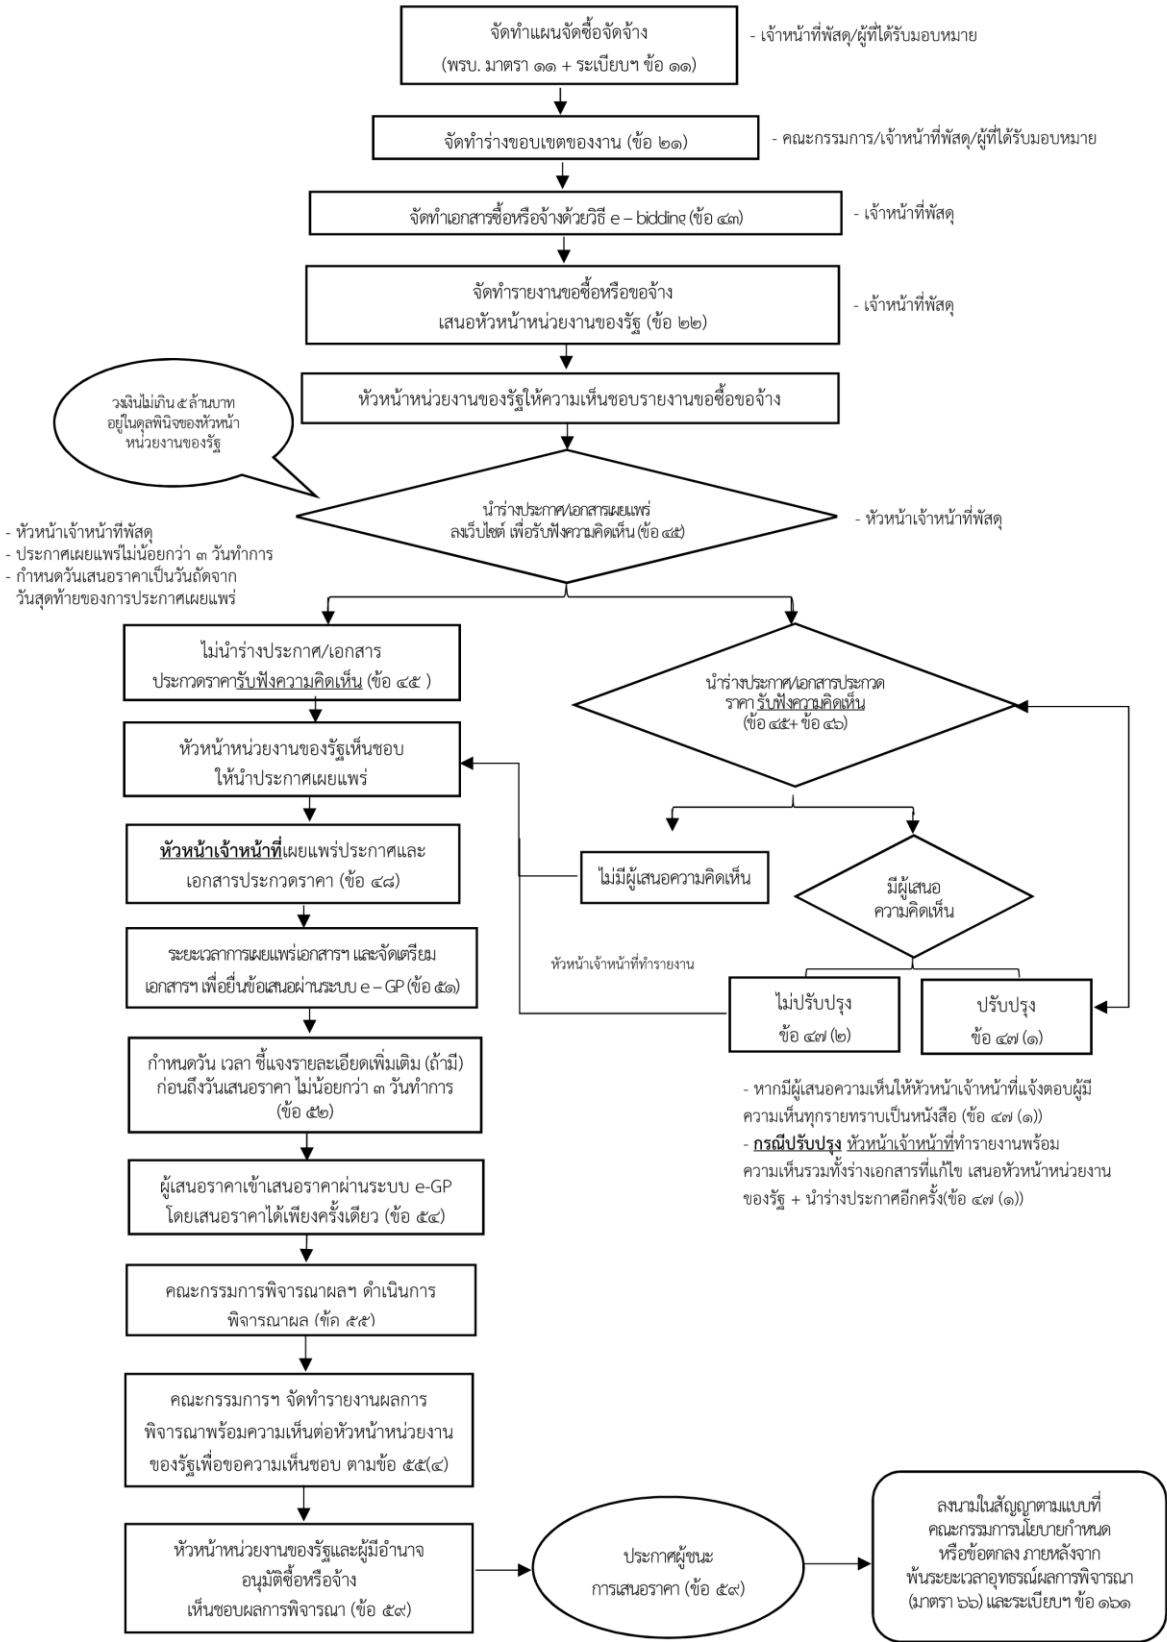 จัดทำแผนจัดซื้อจัดจ้าง
(พรบ. มาตรา ๑๑ + ระเบียบฯ ข้อ ๑๑)
- เจ้าหน้าที่พัสดุ/ผู้ที่ได้รับมอบหมาย
จัดทำร่างขอบเขตของงาน (ข้อ ๒๑)
- คณะกรรมการ/เจ้าหน้าที่พัสดุ/ผู้ที่ได้รับมอบหมาย
จัดทำเอกสารซื้อหรือจ้างด้วยวิธี e – bidding (ข้อ ๔๓)
- เจ้าหน้าที่พัสดุ
จัดทำรายงานขอซื้อหรือขอจ้าง
เสนอหัวหน้าหน่วยงานของรัฐ (ข้อ ๒๒)
- เจ้าหน้าที่พัสดุ
หัวหน้าหน่วยงานของรัฐให้ความเห็นชอบรายงานขอซื้อขอจ้าง
วงเงินไม่เกิน ๕ ล้านบาท
อยู่ในดุลพินิจของหัวหน้า
หน่วยงานของรัฐ
นำร่างประกาศ/เอกสารเผยแพร่
ลงเว็บไซต์ เพื่อรับฟังความคิดเห็น (ข้อ ๔๕)
- หัวหน้าเจ้าหน้าที่พัสดุ
- หัวหน้าเจ้าหน้าที่พัสดุ
- ประกาศเผยแพร่ไม่น้อยกว่า ๓ วันทำการ
- กำหนดวันเสนอราคาเป็นวันถัดจาก
วันสุดท้ายของการประกาศเผยแพร่
ไม่นำร่างประกาศ/เอกสาร
ประกวดราคารับฟังความคิดเห็น (ข้อ ๔๕ )
นำร่างประกาศ/เอกสารประกวด
ราคา รับฟังความคิดเห็น
(ข้อ ๔๕+ ข้อ ๔๖)
หัวหน้าหน่วยงานของรัฐเห็นชอบ
ให้นำประกาศเผยแพร่
หัวหน้าเจ้าหน้าที่เผยแพร่ประกาศและ
เอกสารประกวดราคา (ข้อ ๔๘)
ไม่มีผู้เสนอความคิดเห็น
มีผู้เสนอ
ความคิดเห็น
ระยะเวลาการเผยแพร่เอกสารฯ และจัดเตรียม
เอกสารฯ เพื่อยื่นข้อเสนอผ่านระบบ e – GP (ข้อ ๕๑)
หัวหน้าเจ้าหน้าที่ทำรายงาน
ไม่ปรับปรุง
ข้อ ๔๗ (๒)
ปรับปรุง
ข้อ ๔๗ (๑)
กำหนดวัน เวลา ชี้แจงรายละเอียดเพิ่มเติม (ถ้ามี)
ก่อนถึงวันเสนอราคา ไม่น้อยกว่า ๓ วันทำการ
(ข้อ ๕๒)
- หากมีผู้เสนอความเห็นให้หัวหน้าเจ้าหน้าที่แจ้งตอบผู้มี
ความเห็นทุกรายทราบเป็นหนังสือ (ข้อ ๔๗ (๑))
- กรณีปรับปรุง หัวหน้าเจ้าหน้าที่ทำรายงานพร้อม
ความเห็นรวมทั้งร่างเอกสารที่แก้ไข เสนอหัวหน้าหน่วยงาน
ของรัฐ + นำร่างประกาศอีกครั้ง(ข้อ ๔๗ (๑))
ผู้เสนอราคาเข้าเสนอราคาผ่านระบบ e-GP
โดยเสนอราคาได้เพียงครั้งเดียว (ข้อ ๕๔)
คณะกรรมการพิจารณาผลฯ ดำเนินการ
พิจารณาผล (ข้อ ๕๕)
คณะกรรมการฯ จัดทำรายงานผลการ
พิจารณาพร้อมความเห็นต่อหัวหน้าหน่วยงาน
ของรัฐเพื่อขอความเห็นชอบ ตามข้อ ๕๕(๔)
หัวหน้าหน่วยงานของรัฐและผู้มีอำนาจ
อนุมัติซื้อหรือจ้าง
เห็นชอบผลการพิจารณา (ข้อ ๕๙)
ประกาศผู้ชนะ
การเสนอราคา (ข้อ ๕๙)
ลงนามในสัญญาตามแบบที่
คณะกรรมการนโยบายกำหนด
หรือข้อตกลง ภายหลังจาก
พ้นระยะเวลาอุทธรณ์ผลการพิจารณา
(มาตรา ๖๖) และระเบียบฯ ข้อ ๑๖๑